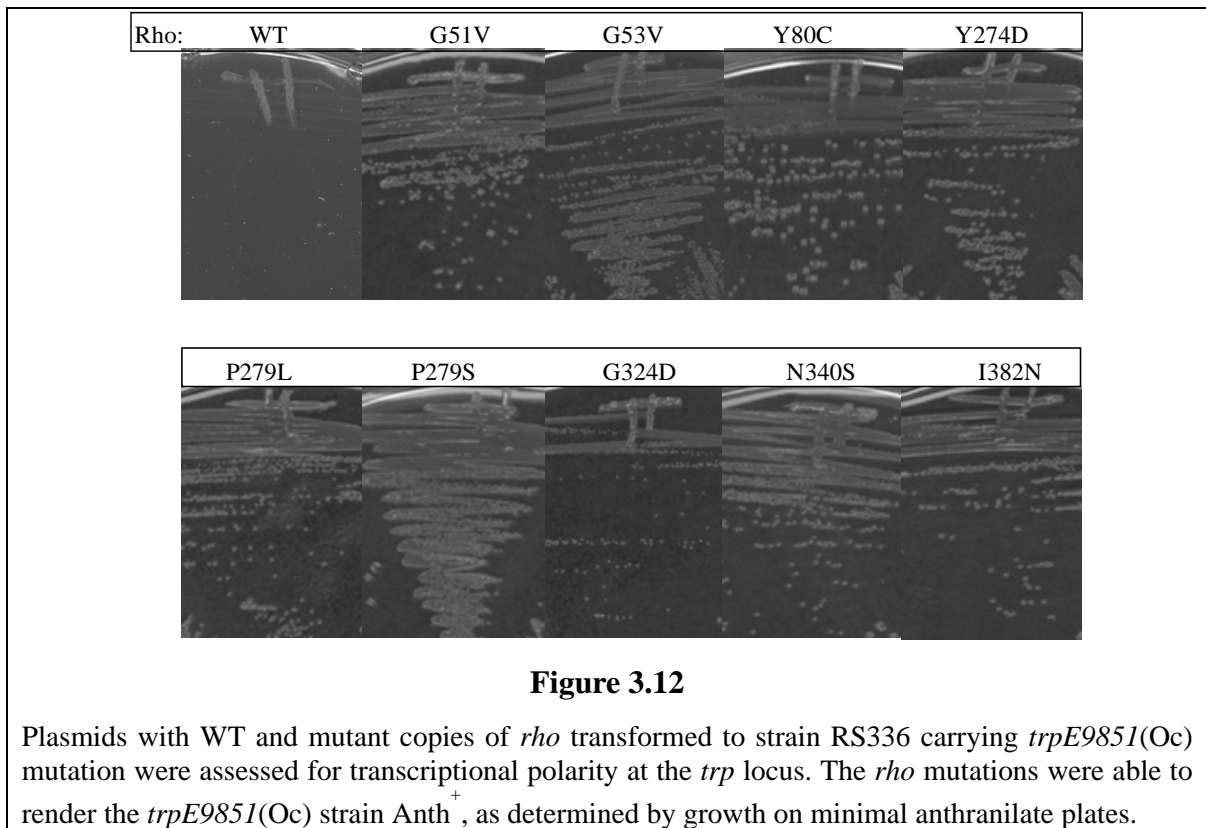 Rho: WT G51V G53V Y80C Y274D
P279L P279S G324D N340S I382N
Figure 3.12
Plasmids with WT and mutant copies of rho transformed to strain RS336 carrying trpE9851(Oc)
mutation were assessed for transcriptional polarity at the trp locus. The rho mutations were able to
render the trpE9851(Oc) strain Anth+, as determined by growth on minimal anthranilate plates.